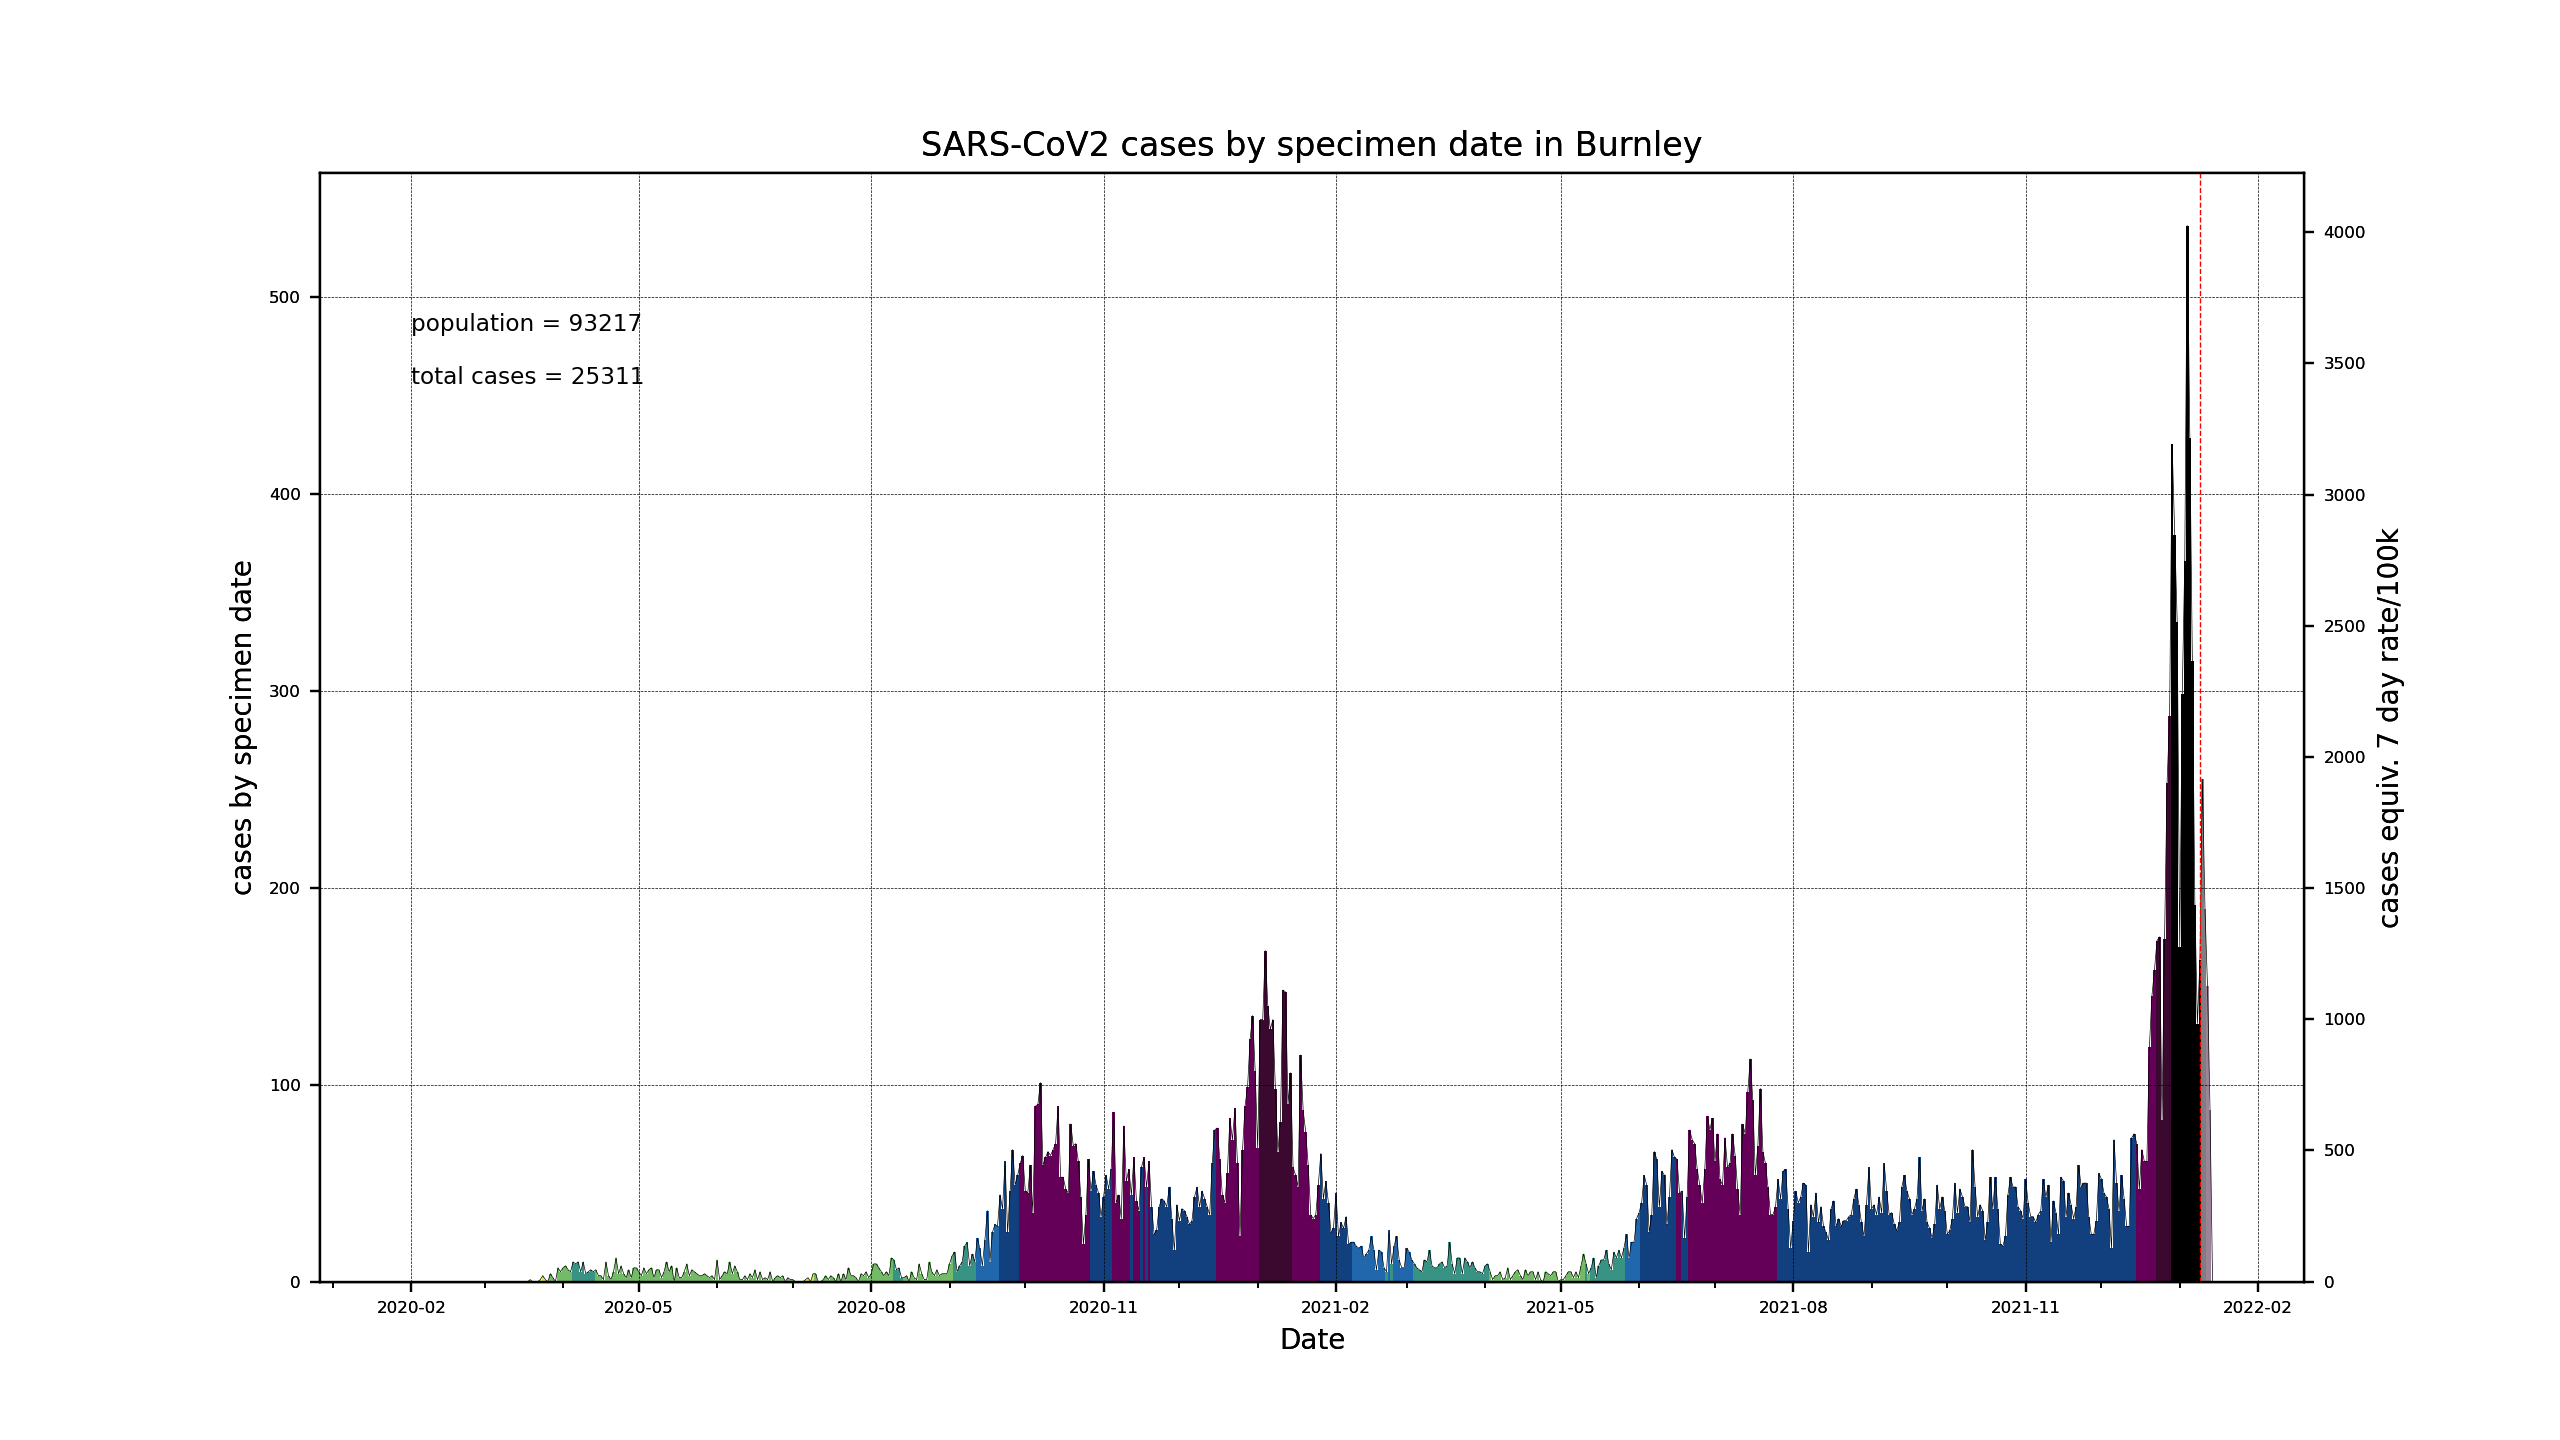 SARS-CoV2 cases by specimen date in Burnley
population = 93217
total cases = 25311
cases by specimen date
500
400
300
200
100
0
4000
3500
3000
2500
2000
1500
1000
500
0
cases equiv. 7 day rate/100k
2020-02 2020-05 2020-08 2020-11 2021-02 2021-05 2021-08 2021-11 2022-02
Date